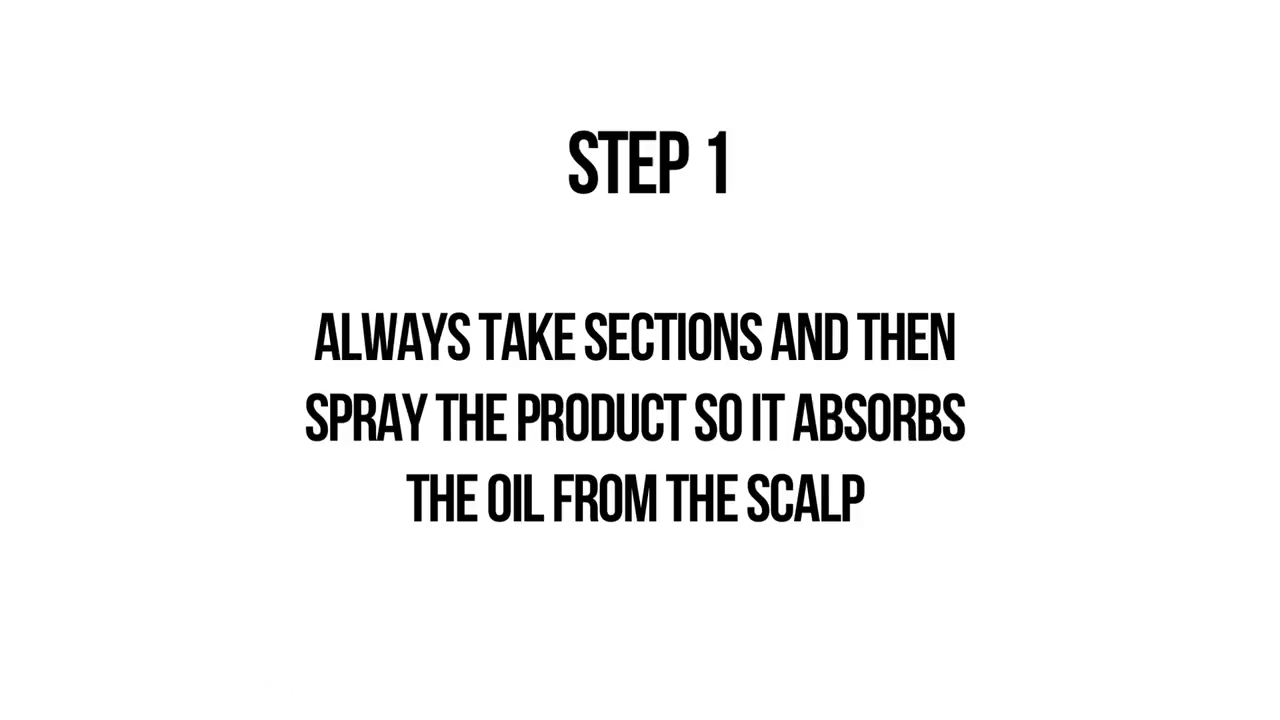 STEP 1
ALWAYS TAKE SECTIONS AND THEN
SPRAY THE PRODUCT SO IT ABSORBS
THE OIL FROM THE SCALP